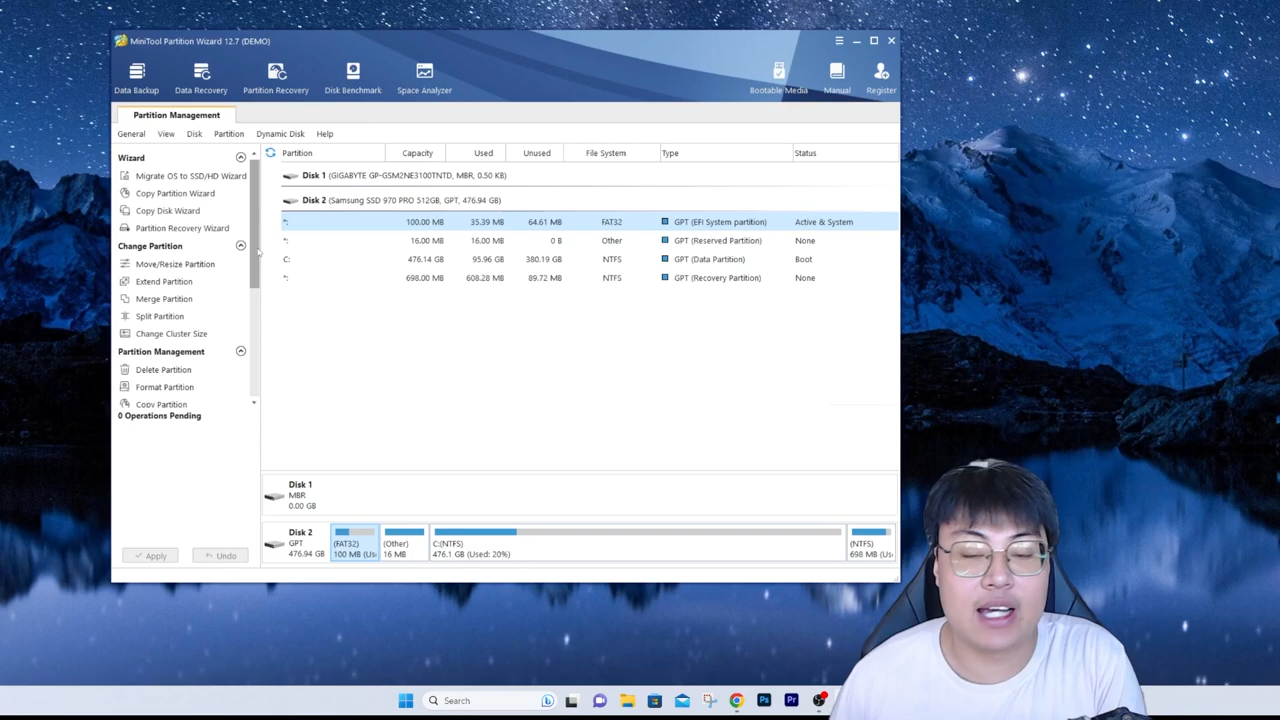 MiniTool Partition Wizard 12.7 (DEMO)
Data Backup
Data Recovery
Partition Recovery
Disk Benchmark
Space Analyzer
Bootable Media
Manual
Register
Partition Management
General View Disk Partition Dynamic Disk Help
Wizard
Migrate OS to SSD/HD Wizard
Copy Partition Wizard
Copy Disk Wizard
Partition Recovery Wizard
Change Partition
Move/Resize Partition
Extend Partition
Merge Partition
Split Partition
Change Cluster Size
Partition Management
Delete Partition
Format Partition
Copy Partition
0 Operations Pending
Apply
Undo
Partition Capacity Used Unused File System Type Status
Disk 1 (GIGABYTE GP-GSM2NE3100TNTD, MBR, 0.50 KB)
Disk 2 (Samsung SSD 970 PRO 512GB, GPT, 476.94 GB)
*: 100.00 MB 35.39 MB 64.61 MB FAT32 GPT (EFI System partition) Active & System
*: 16.00 MB 16.00 MB 0 B Other GPT (Reserved Partition) None
C: 476.14 GB 95.96 GB 380.19 GB NTFS GPT (Data Partition) Boot
*: 698.00 MB 608.28 MB 89.72 MB NTFS GPT (Recovery Partition) None
Disk 1
MBR
0.00 GB
Disk 2
GPT
476.94 GB
(FAT32)
100 MB (Us
(Other)
16 MB
C:(NTFS)
476.1 GB (Used: 20%)
(NTFS)
698 MB (Us
Search
Ps
Pr